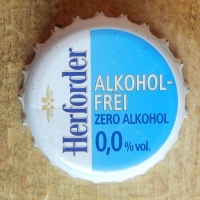 Herforder
ALKOHOL-
FREI
ZERO ALKOHOL
0,0 % vol.